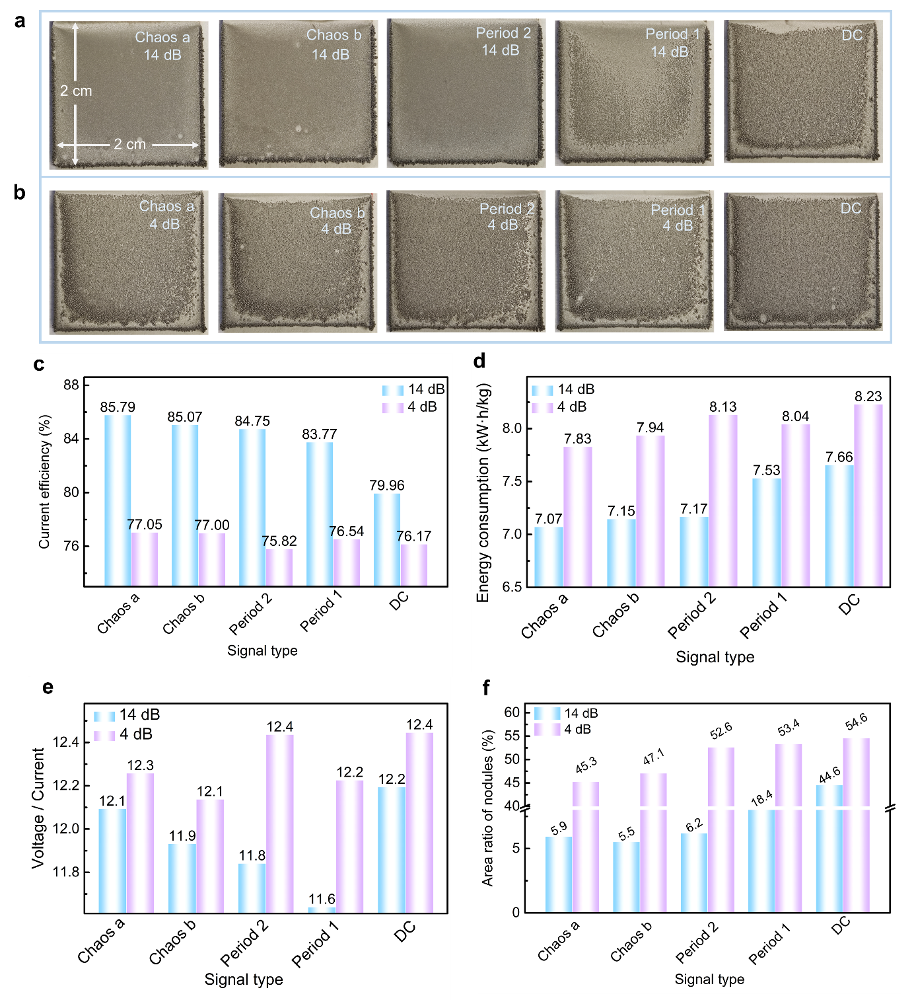 a
Chaos a
14 dB
2 cm
2 cm
Chaos b
14 dB
Period 2
14 dB
Period 1
14 dB
DC
b
Chaos a
4 dB
Chaos b
4 dB
Period 2
4 dB
Period 1
4 dB
DC
c
88
84
80
76
Current efficiency (%)
14 dB
4 dB
85.79
85.07
84.75
83.77
79.96
77.05
77.00
75.82
76.54
76.17
Chaos a
Chaos b
Period 2
Period 1
DC
Signal type
d
8.0
7.5
7.0
6.5
Energy consumption (kW·h/kg)
14 dB
4 dB
7.07
7.83
7.15
7.94
7.17
8.13
7.53
8.04
7.66
8.23
Chaos a
Chaos b
Period 2
Period 1
DC
Signal type
e
12.4
12.2
12.0
11.8
Voltage / Current
14 dB
4 dB
12.1
12.3
11.9
12.1
11.8
12.4
11.6
12.2
12.2
12.4
Chaos a
Chaos b
Period 2
Period 1
DC
Signal type
f
60
55
50
45
40
5
0
Area ratio of nodules (%)
14 dB
4 dB
5.9
45.3
5.5
47.1
6.2
52.6
18.4
53.4
44.6
54.6
Chaos a
Chaos b
Period 2
Period 1
DC
Signal type